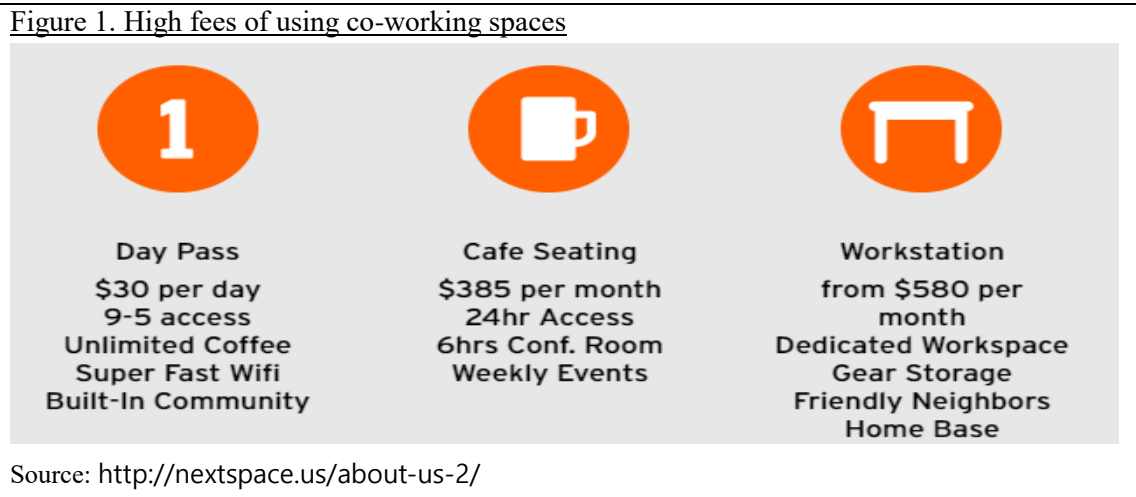 Figure 1. High fees of using co-working spaces
1
Day Pass
$30 per day
9-5 access
Unlimited Coffee
Super Fast Wifi
Built-In Community
Cafe Seating
$385 per month
24hr Access
6hrs Conf. Room
Weekly Events
Workstation
from $580 per
month
Dedicated Workspace
Gear Storage
Friendly Neighbors
Home Base
Source: http://nextspace.us/about-us-2/